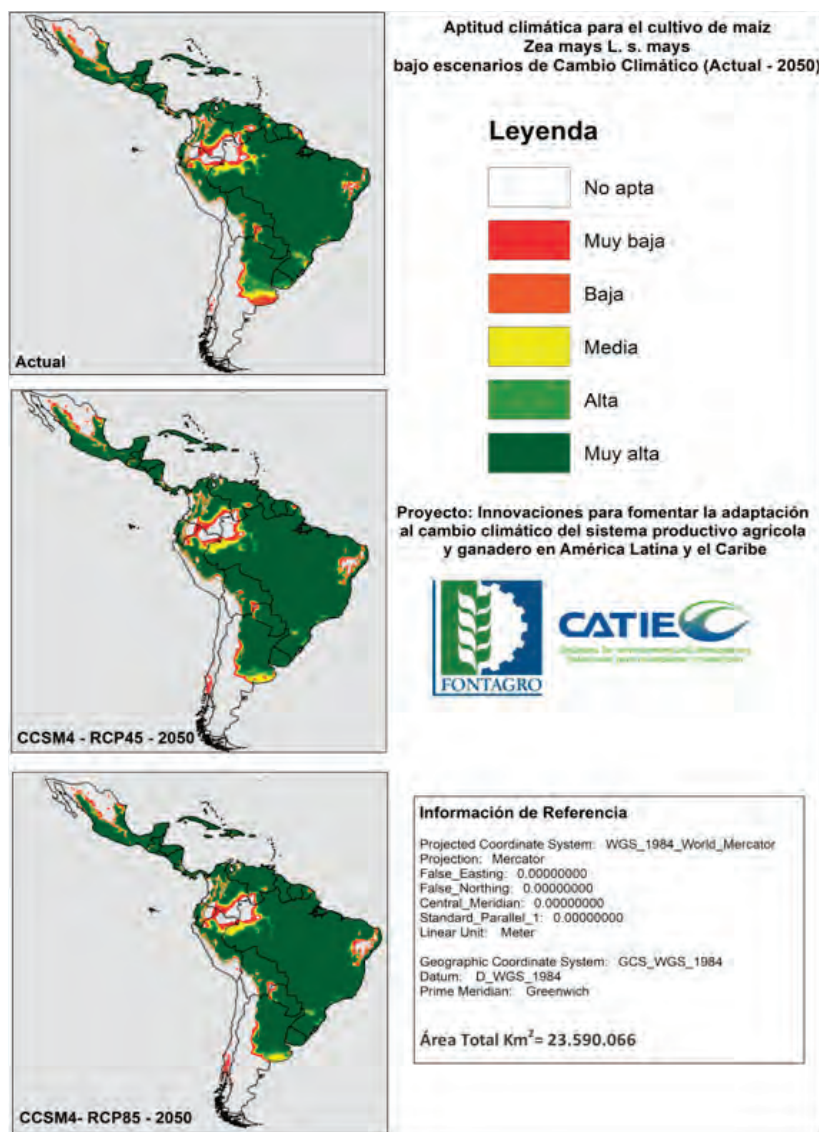 Aptitud climática para el cultivo de maíz
Zea mays L. s. mays
bajo escenarios de Cambio Climático (Actual - 2050)
Leyenda
No apta
Muy baja
Baja
Media
Alta
Muy alta
Actual
Proyecto: Innovaciones para fomentar la adaptación
al cambio climático del sistema productivo agrícola
y ganadero en América Latina y el Caribe
FONTAGRO
CATIE
CCSM4 - RCP45 - 2050
Información de Referencia
Projected Coordinate System: WGS_1984_World_Mercator
Projection: Mercator
False_Easting: 0.00000000
False_Northing: 0.00000000
Central_Meridian: 0.00000000
Standard_Parallel_1: 0.00000000
Linear Unit: Meter
Geographic Coordinate System: GCS_WGS_1984
Datum: D_WGS_1984
Prime Meridian: Greenwich
Área Total Km²= 23.590.066
CCSM4- RCP85 - 2050